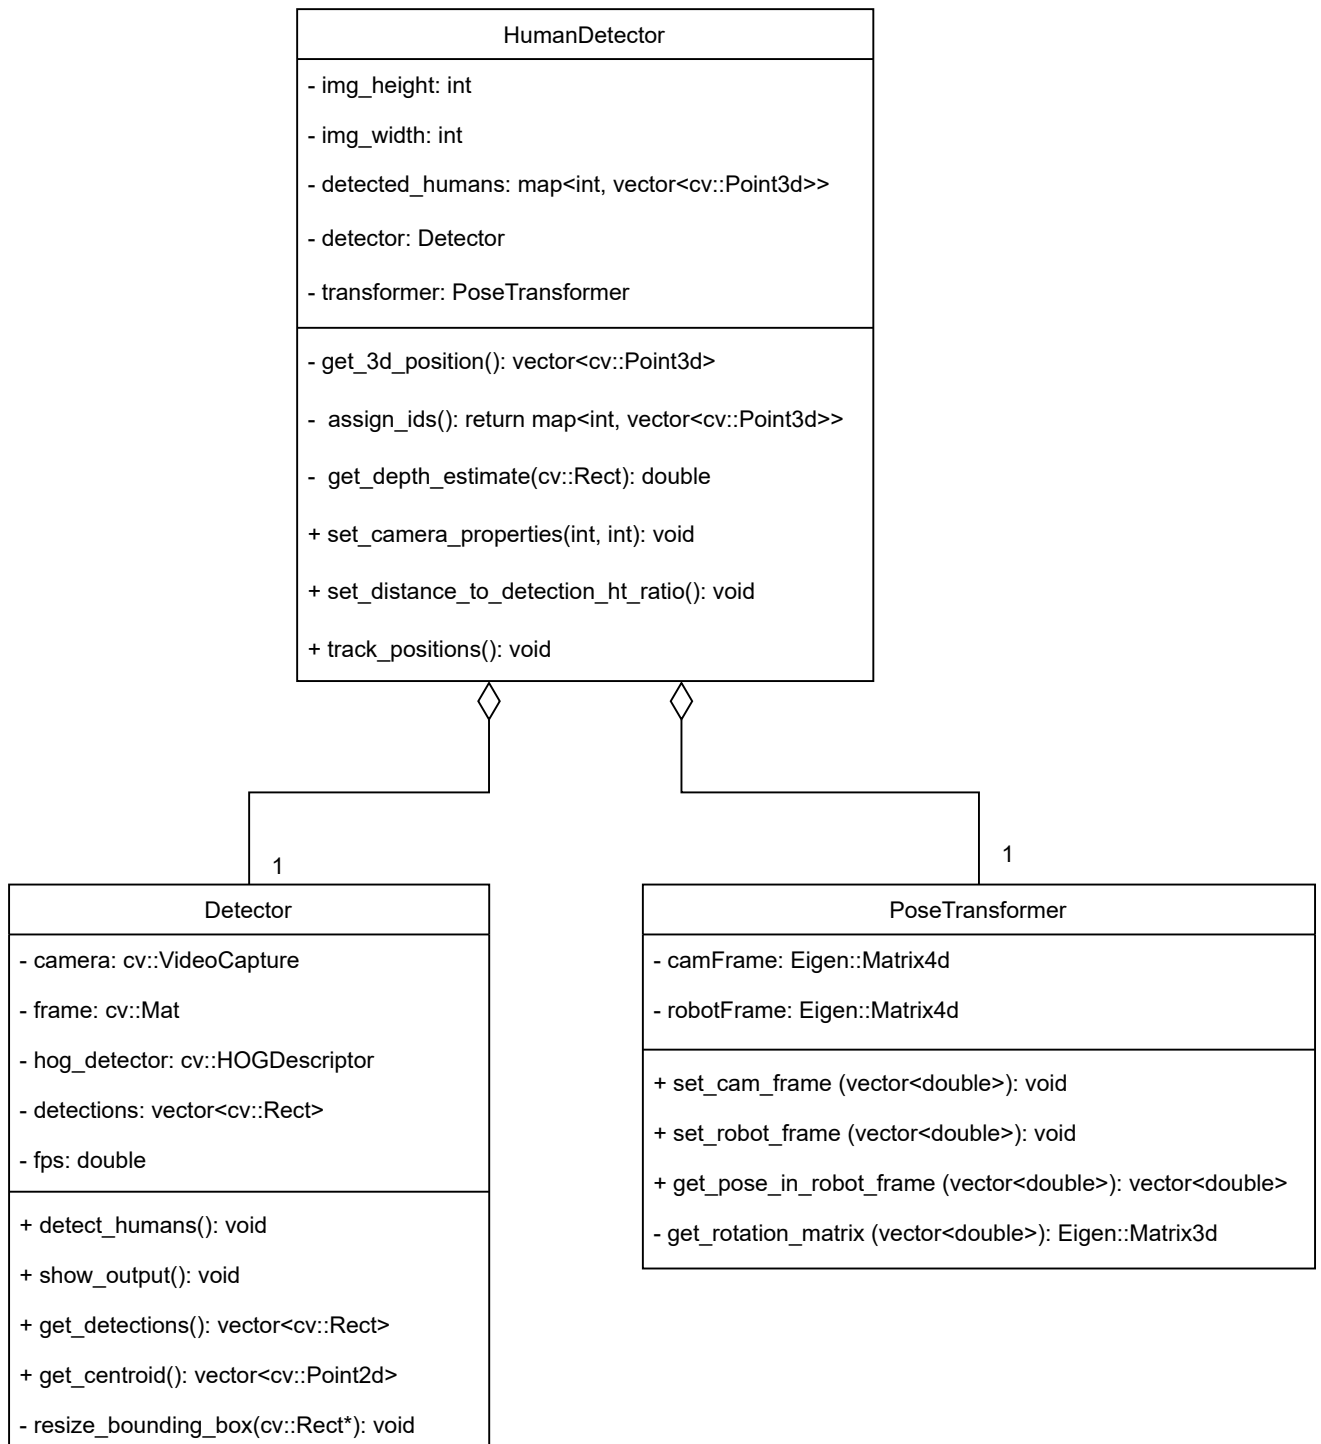 HumanDetector
- img_height: int
- img_width: int
- detected_humans: map<int, vector<cv::Point3d>>
- detector: Detector
- transformer: PoseTransformer
- get_3d_position(): vector<cv::Point3d>
-  assign_ids(): return map<int, vector<cv::Point3d>>
-  get_depth_estimate(cv::Rect): double
+ set_camera_properties(int, int): void
+ set_distance_to_detection_ht_ratio(): void
+ track_positions(): void
1
Detector
- camera: cv::VideoCapture
- frame: cv::Mat
- hog_detector: cv::HOGDescriptor
- detections: vector<cv::Rect>
- fps: double
+ detect_humans(): void
+ show_output(): void
+ get_detections(): vector<cv::Rect>
+ get_centroid(): vector<cv::Point2d>
- resize_bounding_box(cv::Rect*): void
1
PoseTransformer
- camFrame: Eigen::Matrix4d
- robotFrame: Eigen::Matrix4d
+ set_cam_frame (vector<double>): void
+ set_robot_frame (vector<double>): void
+ get_pose_in_robot_frame (vector<double>): vector<double>
- get_rotation_matrix (vector<double>): Eigen::Matrix3d